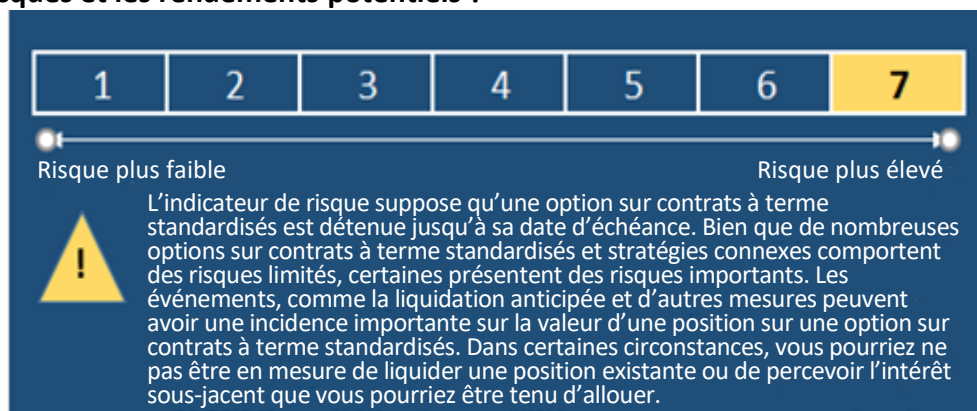 sques et les rendements potentiels ?
1 2 3 4 5 6 7
Risque plus faible Risque plus élevé
L’indicateur de risque suppose qu’une option sur contrats à terme
standardisés est détenue jusqu’à sa date d’échéance. Bien que de nombreuses
options sur contrats à terme standardisés et stratégies connexes comportent
des risques limités, certaines présentent des risques importants. Les
événements, comme la liquidation anticipée et d’autres mesures peuvent
avoir une incidence importante sur la valeur d’une position sur une option sur
contrats à terme standardisés. Dans certaines circonstances, vous pourriez ne
pas être en mesure de liquider une position existante ou de percevoir l’intérêt
sous-jacent que vous pourriez être tenu d’allouer.
!